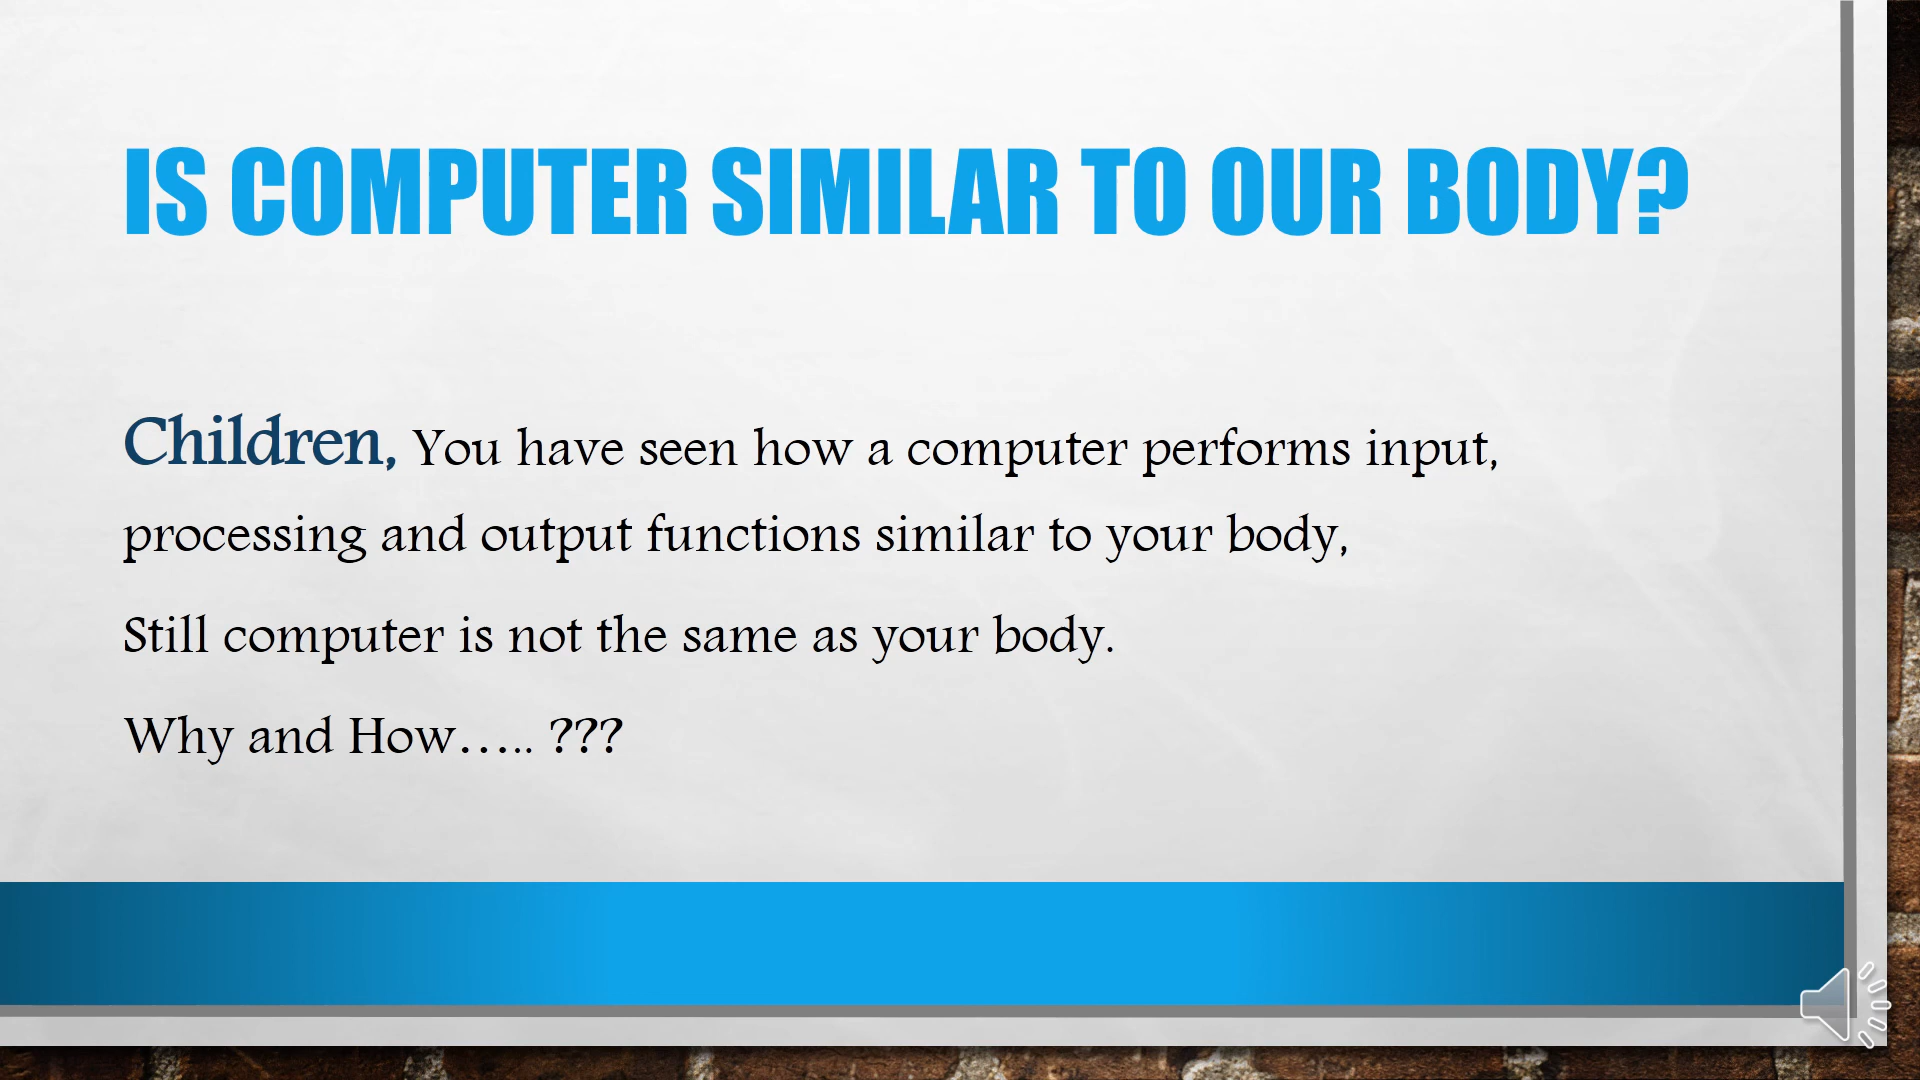 IS COMPUTER SIMILAR TO OUR BODY?
Children, You have seen how a computer performs input,
processing and output functions similar to your body,
Still computer is not the same as your body.
Why and How….. ???